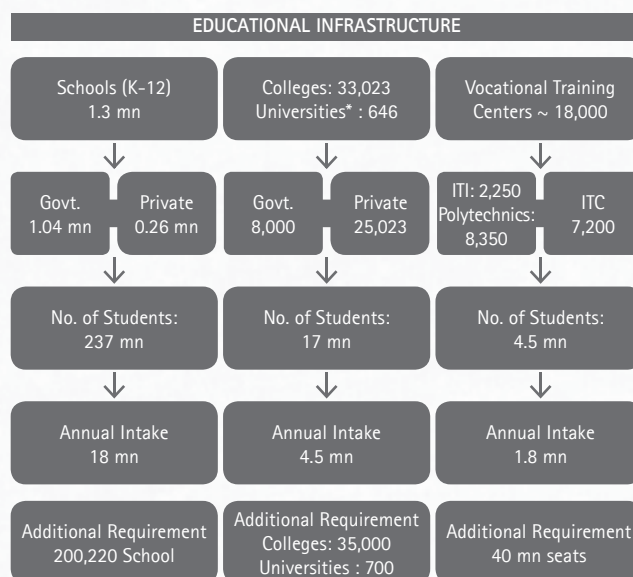 EDUCATIONAL INFRASTRUCTURE
Schools (K-12)
1.3 mn
Colleges: 33,023
Universities* : 646
Vocational Training
Centers ~ 18,000
Govt.
1.04 mn
Private
0.26 mn
Govt.
8,000
Private
25,023
ITI: 2,250
Polytechnics:
8,350
ITC
7,200
No. of Students:
237 mn
No. of Students:
17 mn
No. of Students:
4.5 mn
Annual Intake
18 mn
Annual Intake
4.5 mn
Annual Intake
1.8 mn
Additional Requirement
200,220 School
Additional Requirement
Colleges: 35,000
Universities : 700
Additional Requirement
40 mn seats